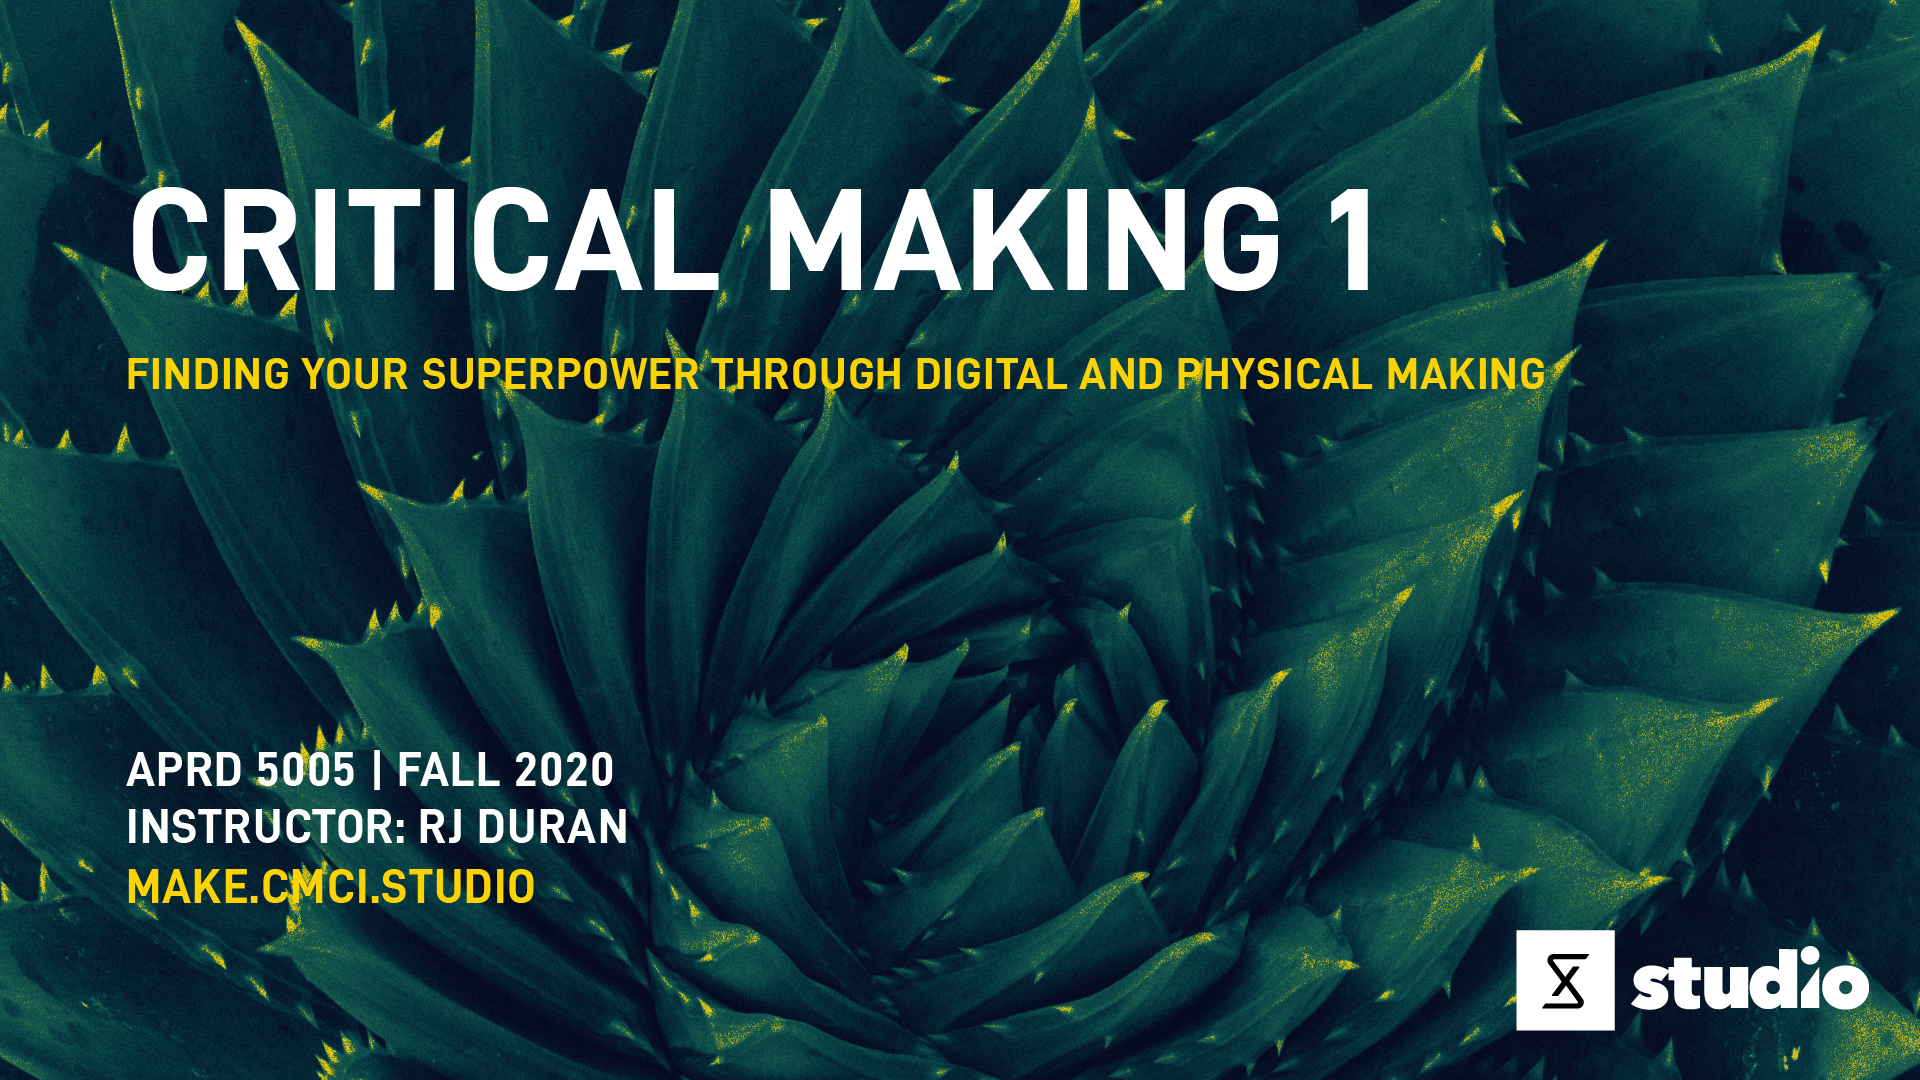 CRITICAL MAKING 1
FINDING YOUR SUPERPOWER THROUGH DIGITAL AND PHYSICAL MAKING
APRD 5005 | FALL 2020
INSTRUCTOR: RJ DURAN
MAKE.CMCI.STUDIO
studio